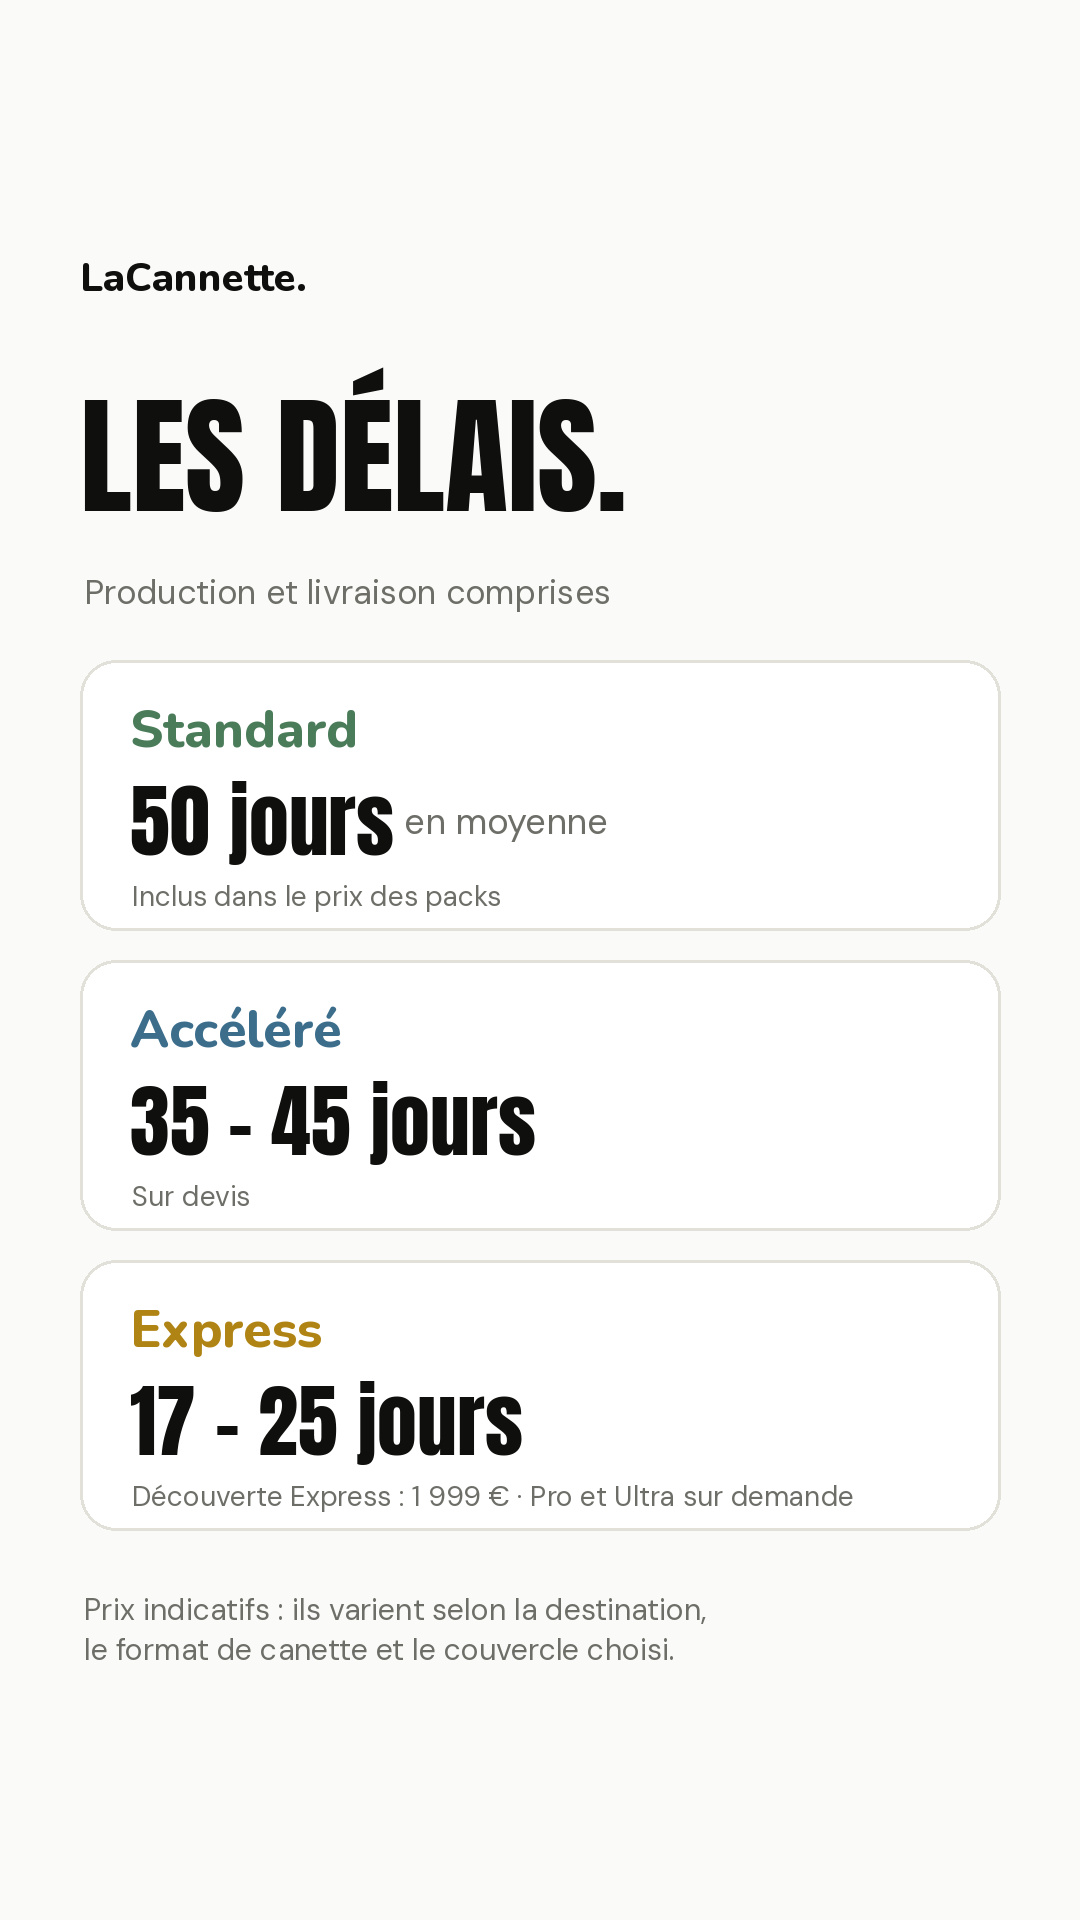 LaCannette.
LES DÉLAIS.
Production et livraison comprises
Standard
50 jours en moyenne
Inclus dans le prix des packs
Accéléré
35 - 45 jours
Sur devis
Express
17 - 25 jours
Découverte Express : 1 999 € · Pro et Ultra sur demande
Prix indicatifs : ils varient selon la destination,
le format de canette et le couvercle choisi.